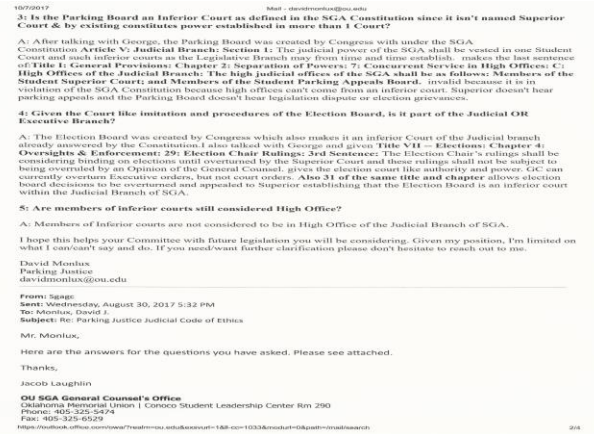 10/7/2017 Mail - davidmonlux@ou.edu
3: Is the Parking Board an Inferior Court as defined in the SGA Constitution since it isn't named Superior
Court & by existing constitutes power established in more than 1 Court?
A: After talking with George, the Parking Board was created by Congress with under the SGA
Constitution Article V: Judicial Branch: Section 1: The judicial power of the SGA shall be vested in one Student
Court and such inferior courts as the Legislative Branch may from time and time establish. makes the last sentence
of:Title I: General Provisions: Chapter 2: Separation of Powers: 7: Concurrent Service in High Offices: C:
High Offices of the Judicial Branch: The high judicial offices of the SGA shall be as follows: Members of the
Student Superior Court; and Members of the Student Parking Appeals Board. invalid because it is in
violation of the SGA Constitution because high offices can't come from an inferior court. Superior doesn't hear
parking appeals and the Parking Board doesn't hear legislation dispute or election grievances.
4: Given the Court like imitation and procedures of the Election Board, is it part of the Judicial OR
Executive Branch?
A: The Election Board was created by Congress which also makes it an inferior Court of the Judicial branch
already answered by the Constitution.I also talked with George and given Title VII -- Elections: Chapter 4:
Oversights & Enforcement: 29: Election Chair Rulings: 3rd Sentence: The Election Chair's rulings shall be
considering binding on elections until overturned by the Superior Court and these rulings shall not be subject to
being overruled by an Opinion of the General Counsel. gives the election court like authority and power. GC can
currently overturn Executive orders, but not court orders. Also 31 of the same title and chapter allows election
board decisions to be overturned and appealed to Superior establishing that the Election Board is an inferior court
within the Judicial Branch of SGA.
5: Are members of inferior courts still considered High Office?
A: Members of Inferior courts are not considered to be in High Office of the Judicial Branch of SGA.
I hope this helps your Committee with future legislation you will be considering. Given my position, I'm limited on
what I can/can't say and do. If you need/want further clarification please don't hesitate to reach out to me.
David Monlux
Parking Justice
davidmonlux@ou.edu
From: Sgagc
Sent: Wednesday, August 30, 2017 5:32 PM
To: Monlux, David J.
Subject: Re: Parking Justice Judicial Code of Ethics
Mr. Monlux,
Here are the answers for the questions you have asked. Please see attached.
Thanks,
Jacob Laughlin
OU SGA General Counsel's Office
Oklahoma Memorial Union | Conoco Student Leadership Center Rm 290
Phone: 405-325-5474
Fax: 405-325-6529
https://outlook.office.com/owa/?realm=ou.edu&exsvurl=1&ll-cc=1033&modurl=0&path=/mail/search 2/4